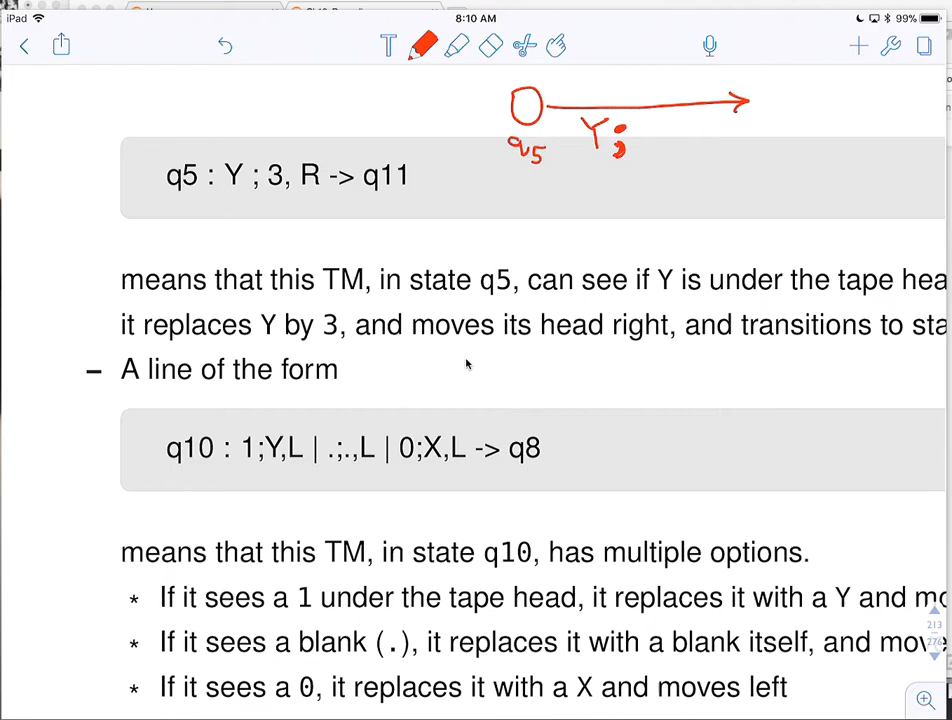 iPad 8:10 AM 99%
T
Y;
q5
q5 : Y ; 3, R -> q11
means that this TM, in state q5, can see if Y is under the tape hea
it replaces Y by 3, and moves its head right, and transitions to sta
– A line of the form
q10 : 1;Y,L | .;.,L | 0;X,L -> q8
means that this TM, in state q10, has multiple options.
* If it sees a 1 under the tape head, it replaces it with a Y and mo
* If it sees a blank (.), it replaces it with a blank itself, and mov
* If it sees a 0, it replaces it with a X and moves left
213
276